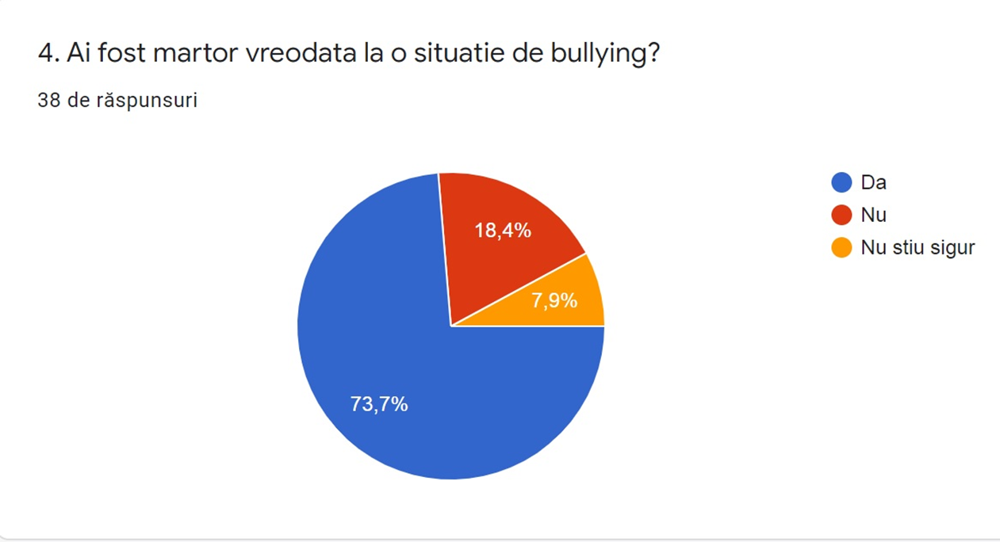 4. Ai fost martor vreodata la o situatie de bullying?
38 de răspunsuri
Da
Nu
Nu stiu sigur
18,4%
7,9%
73,7%